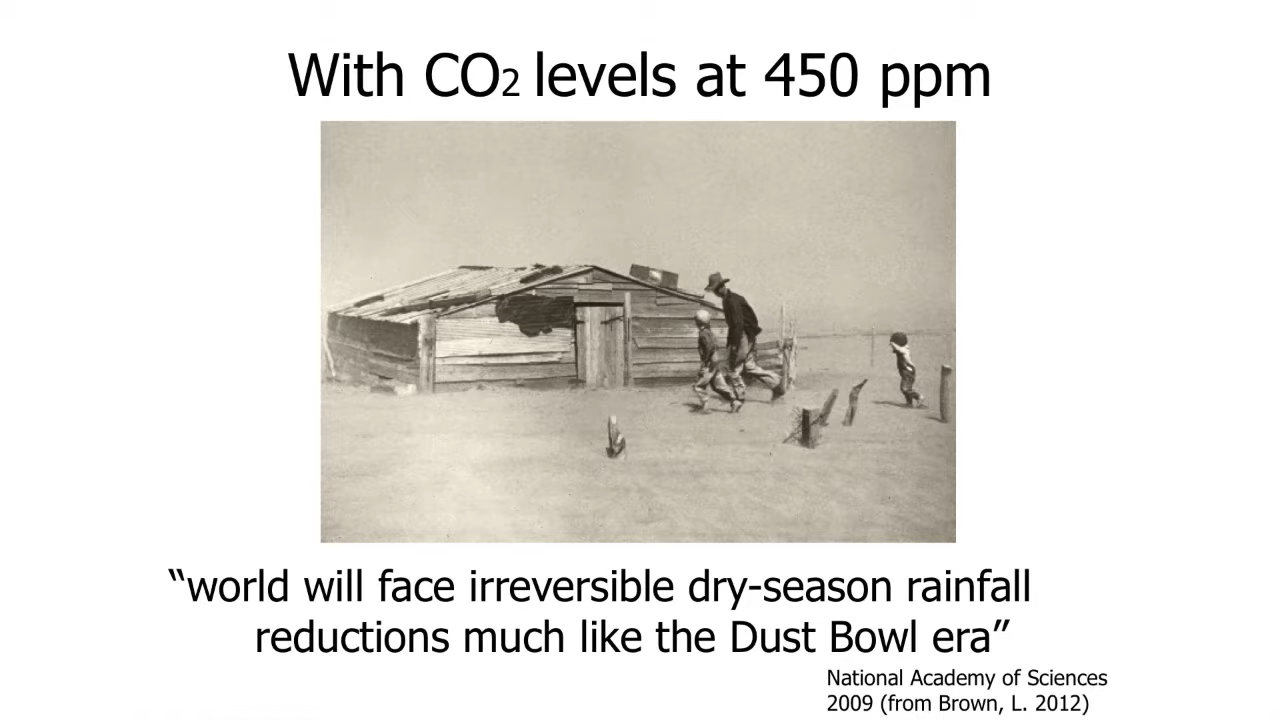 With CO2 levels at 450 ppm
“world will face irreversible dry-season rainfall
reductions much like the Dust Bowl era”
National Academy of Sciences
2009 (from Brown, L. 2012)